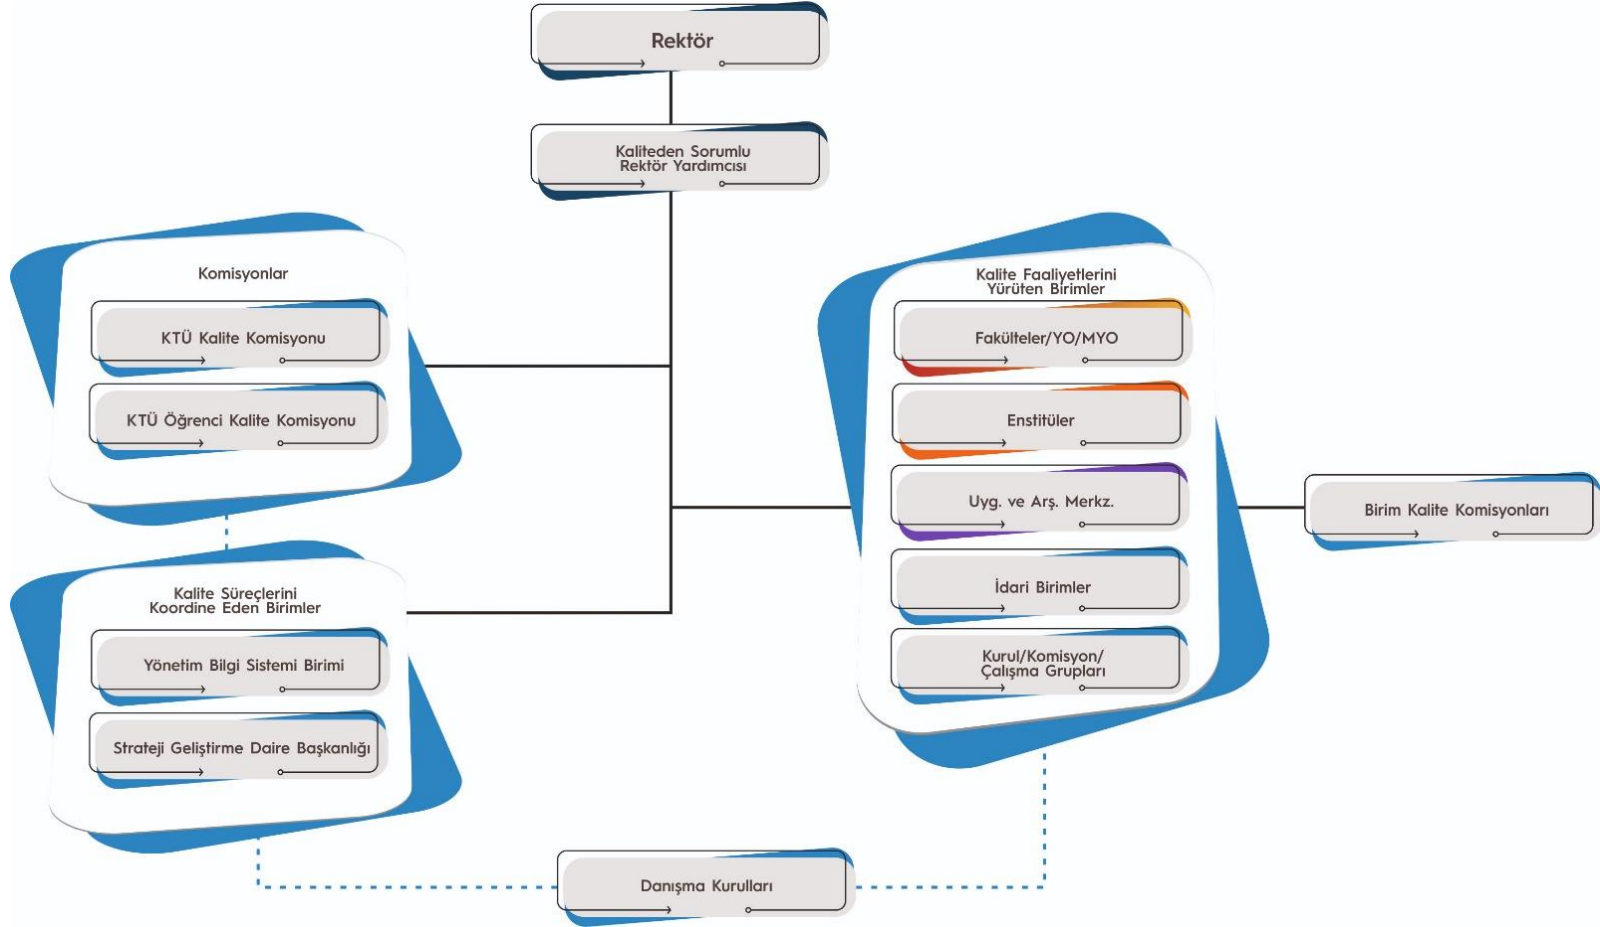 Rektör
Kaliteden Sorumlu
Rektör Yardımcısı
Komisyonlar
KTÜ Kalite Komisyonu
KTÜ Öğrenci Kalite Komisyonu
Kalite Süreçlerini
Koordine Eden Birimler
Yönetim Bilgi Sistemi Birimi
Strateji Geliştirme Daire Başkanlığı
Kalite Faaliyetlerini
Yürüten Birimler
Fakülteler/YO/MYO
Enstitüler
Uyg. ve Arş. Merkz.
İdari Birimler
Kurul/Komisyon/
Çalışma Grupları
Birim Kalite Komisyonları
Danışma Kurulları